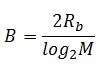 B = 2R_b / log_2 M